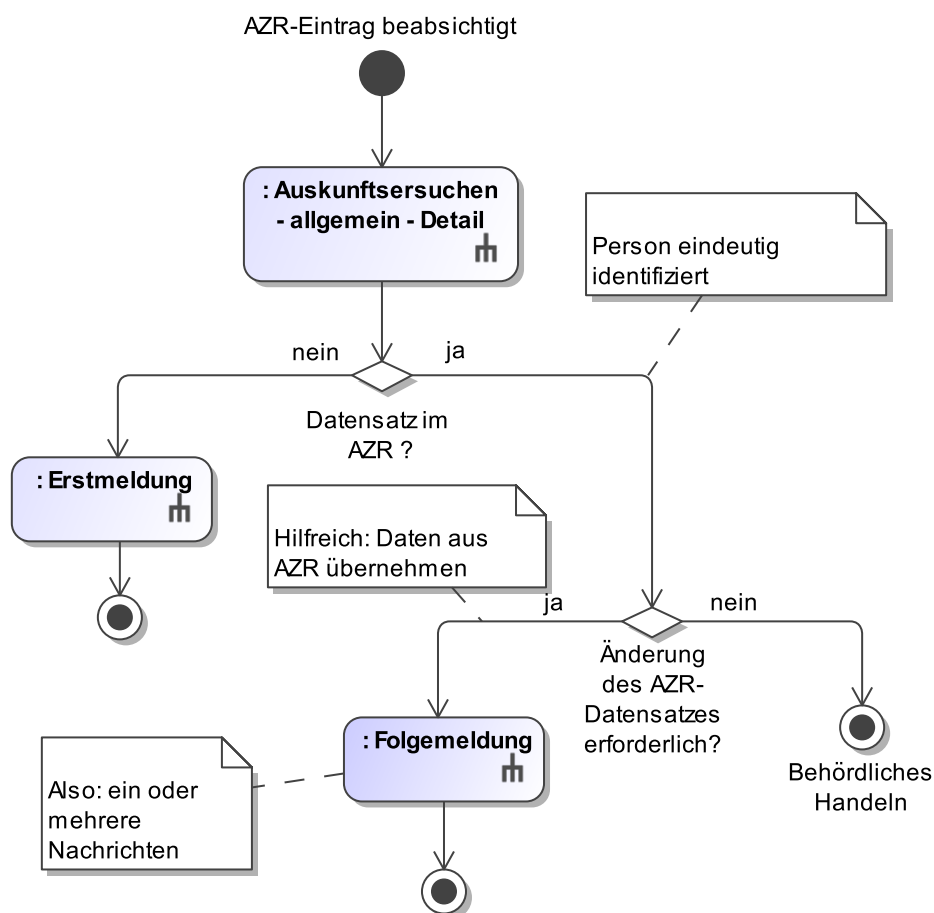 AZR-Eintrag beabsichtigt
: Auskunftsersuchen
- allgemein - Detail
Person eindeutig
identifiziert
nein
ja
Datensatz im
AZR ?
: Erstmeldung
Hilfreich: Daten aus
AZR übernehmen
ja
nein
Änderung
des AZR-
Datensatzes
erforderlich?
: Folgemeldung
Behördliches
Handeln
Also: ein oder
mehrere
Nachrichten